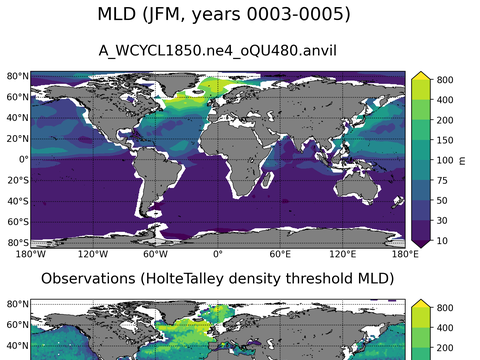 MLD (JFM, years 0003-0005)
A_WCYCL1850.ne4_oQU480.anvil
80°N
60°N
40°N
20°N
0°
20°S
40°S
60°S
80°S
180°W 120°W 60°W 0° 60°E 120°E 180°E
800
400
200
150
100
75
50
30
10
m
Observations (HolteTalley density threshold MLD)
80°N
60°N
40°N
800
400
200